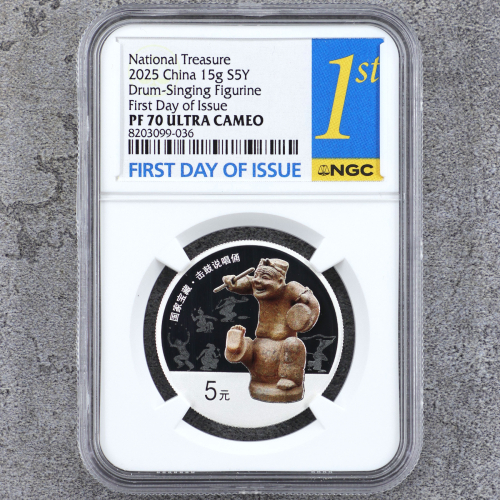 National Treasure
2025 China 15g S5Y
Drum-Singing Figurine
First Day of Issue
PF 70 ULTRA CAMEO
8203099-036
FIRST DAY OF ISSUE
1st
NGC
国家宝藏·击鼓说唱俑
5元